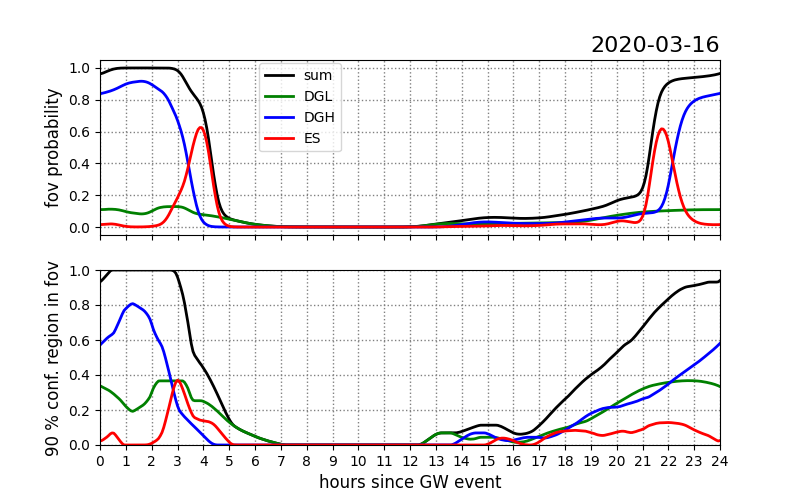 2020-03-16
fov probability
1.0
0.8
0.6
0.4
0.2
0.0
sum
DGL
DGH
ES
90 % conf. region in fov
1.0
0.8
0.6
0.4
0.2
0.0
0 1 2 3 4 5 6 7 8 9 10 11 12 13 14 15 16 17 18 19 20 21 22 23 24
hours since GW event